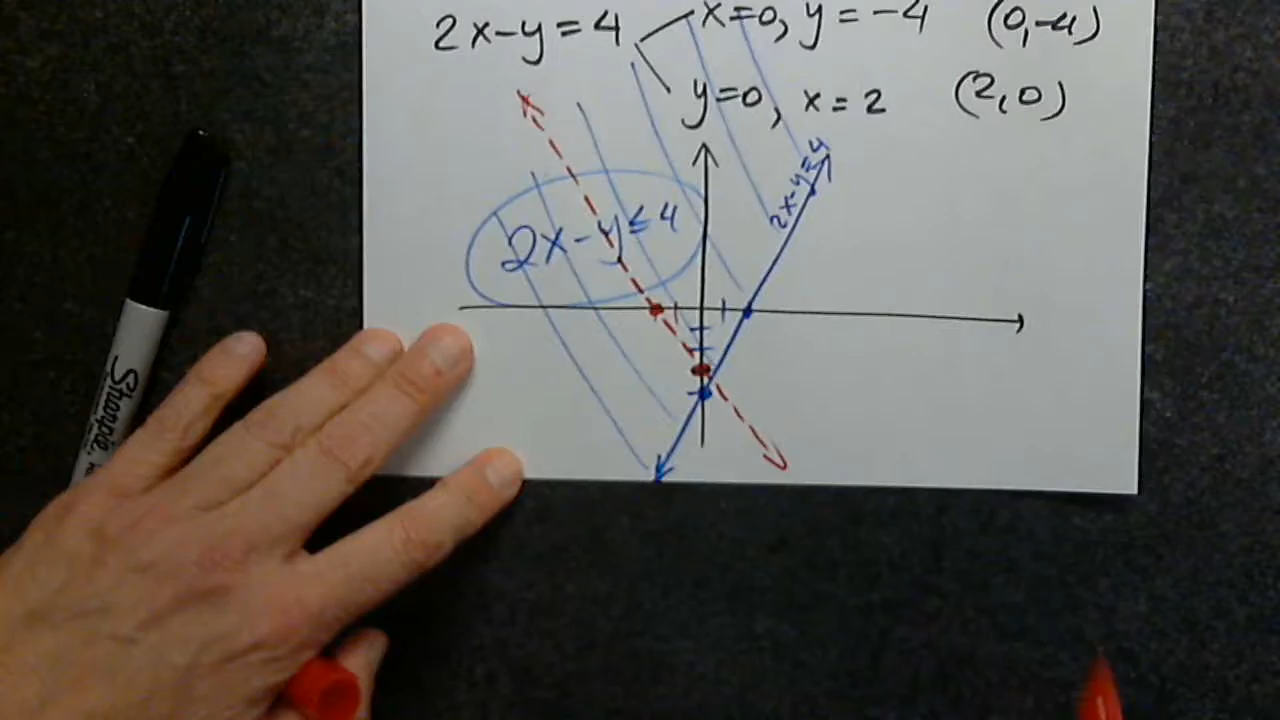 2x-y=4 x=0, y=-4 (0,-4)
y=0, x=2 (2,0)
2x-y=4
2x-y≤4
Sharpie